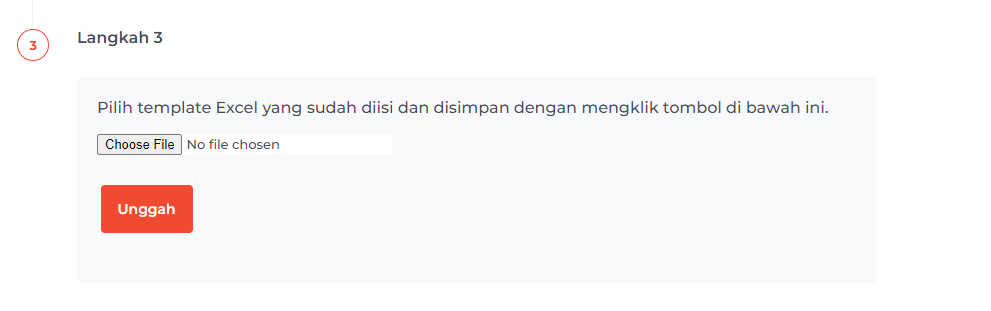 3
Langkah 3
Pilih template Excel yang sudah diisi dan disimpan dengan mengklik tombol di bawah ini.
Choose File No file chosen
Unggah